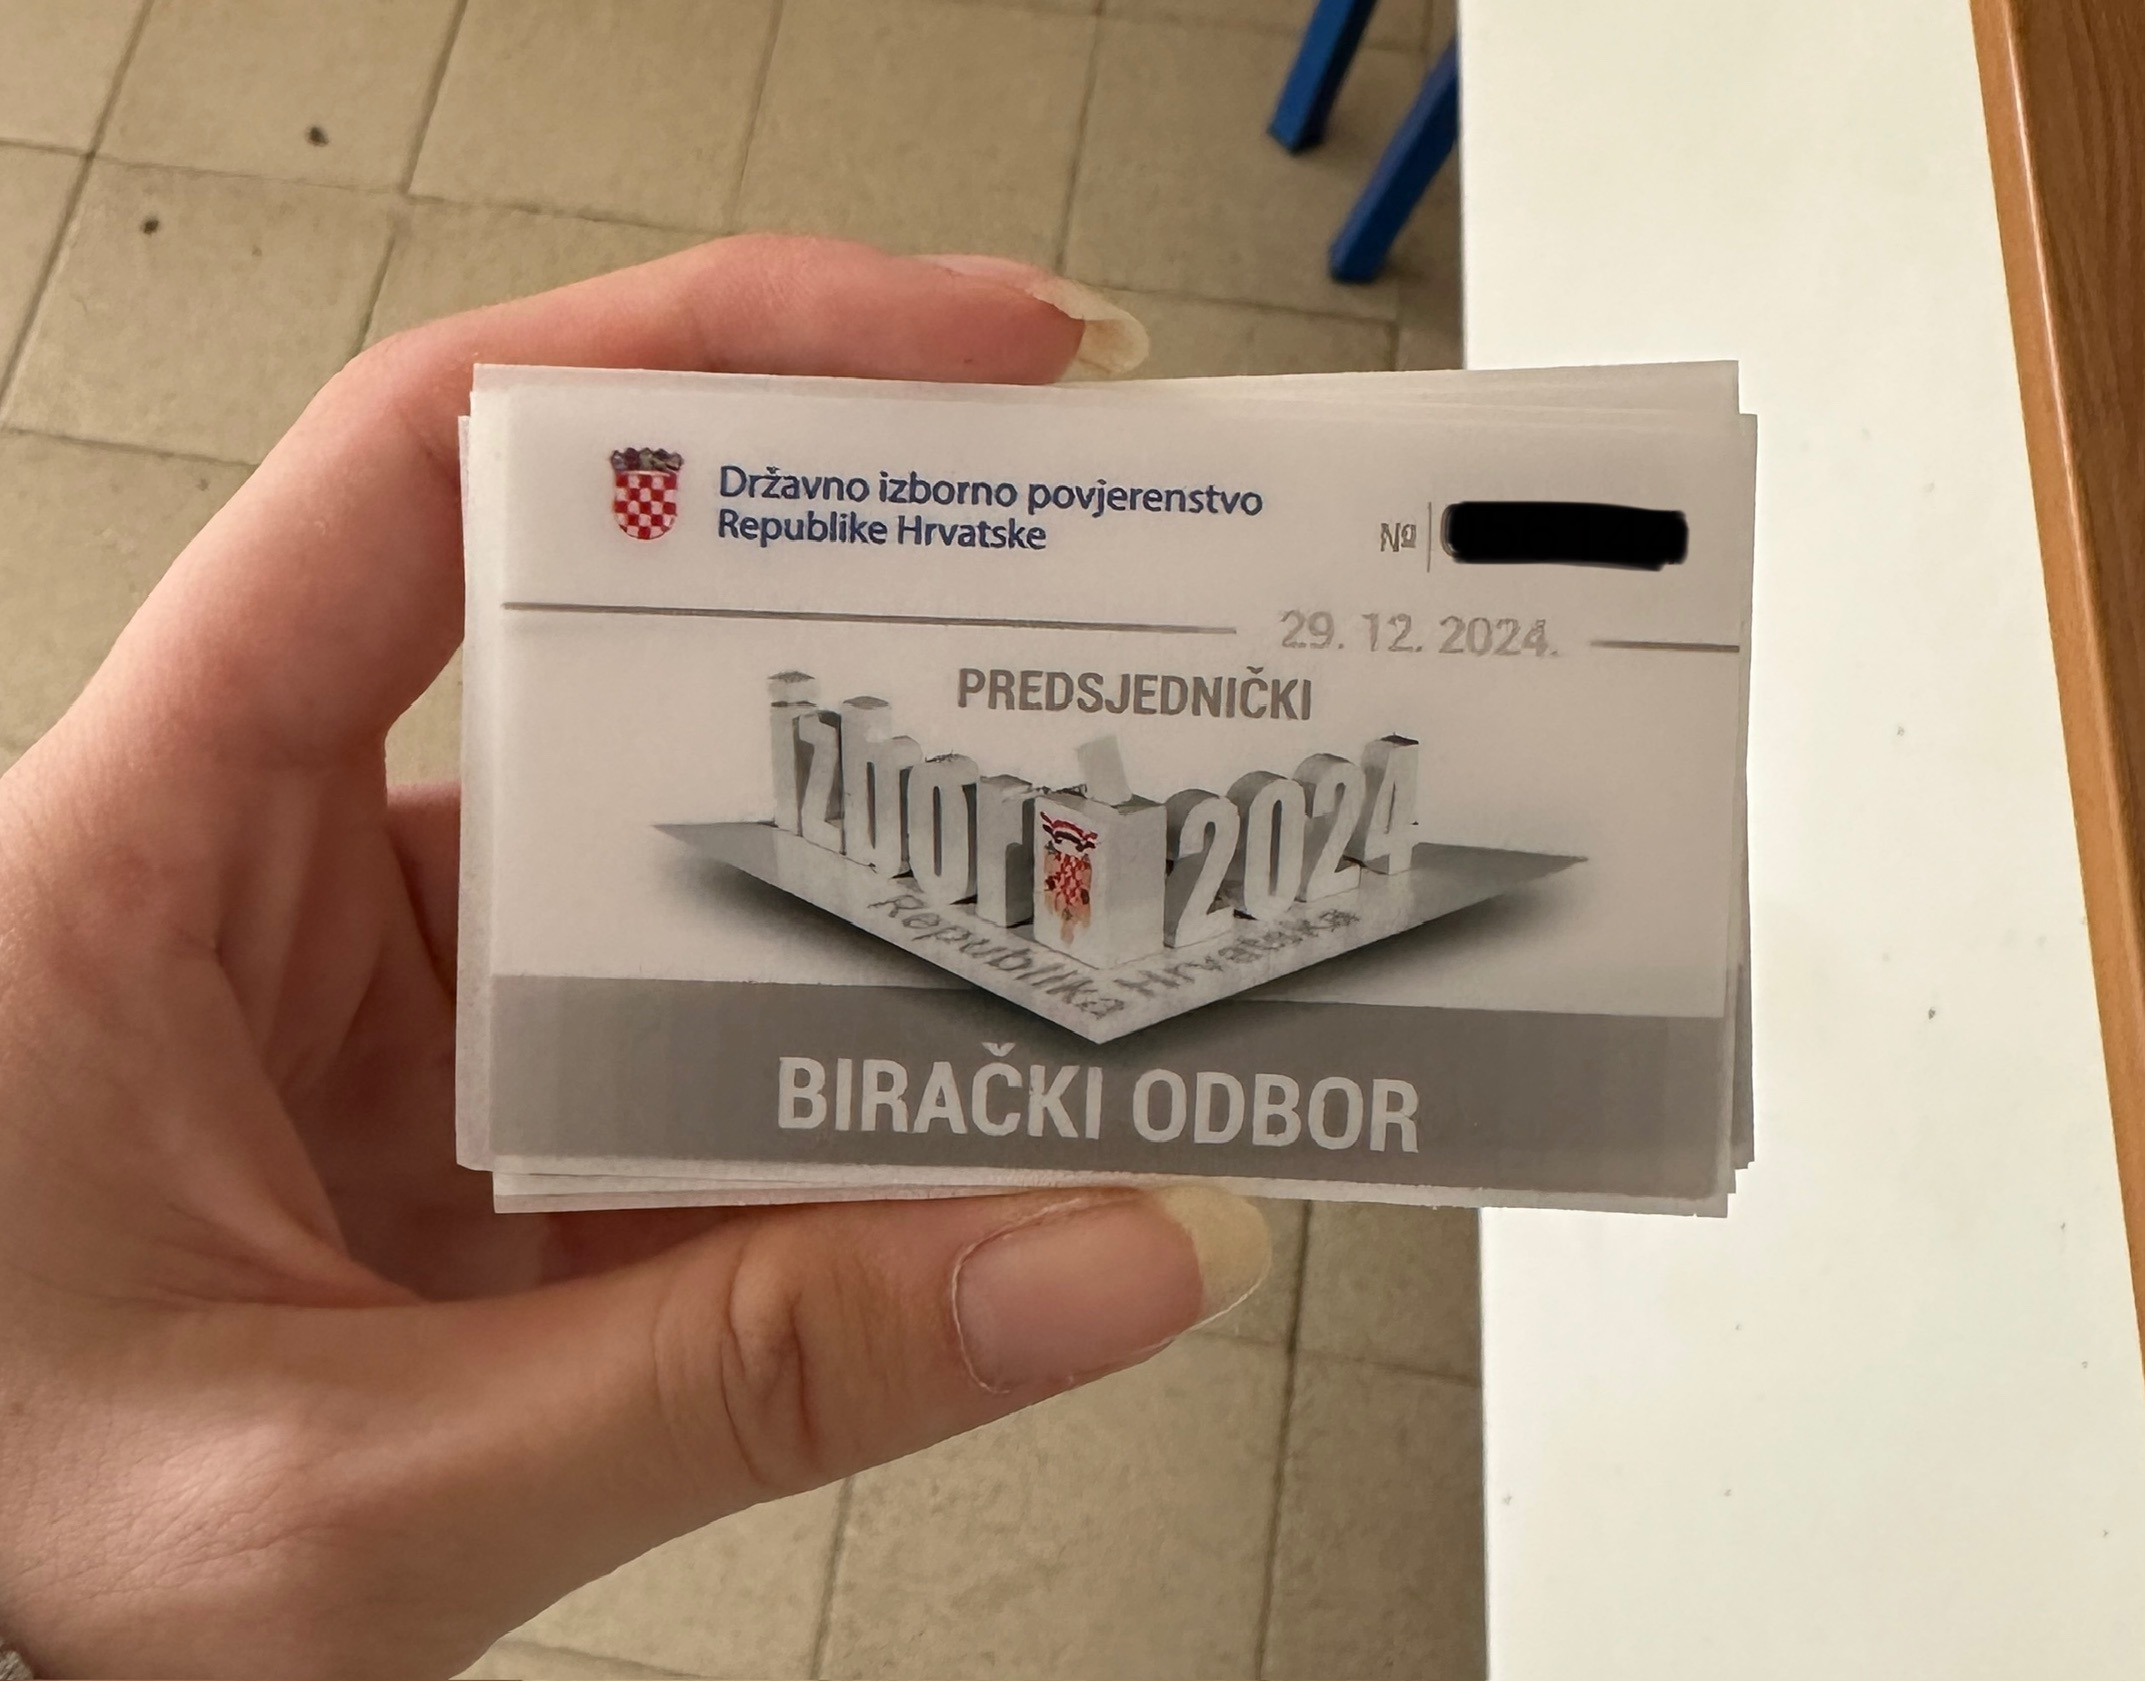 Državno izborno povjerenstvo
Republike Hrvatske
Nº
29. 12. 2024.
PREDSJEDNIČKI
Izbori 2024
Republika Hrvatska
BIRAČKI ODBOR